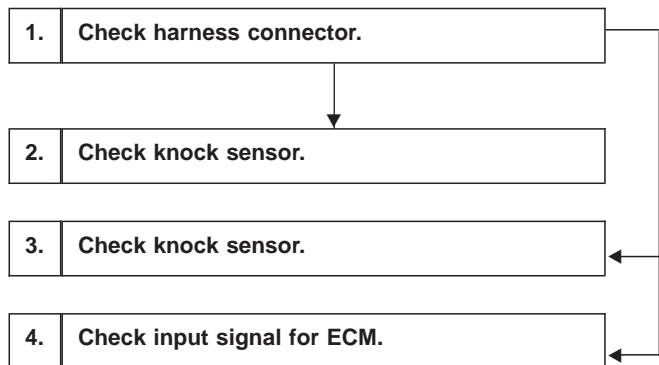 1. Check harness connector.
2. Check knock sensor.
3. Check knock sensor.
4. Check input signal for ECM.